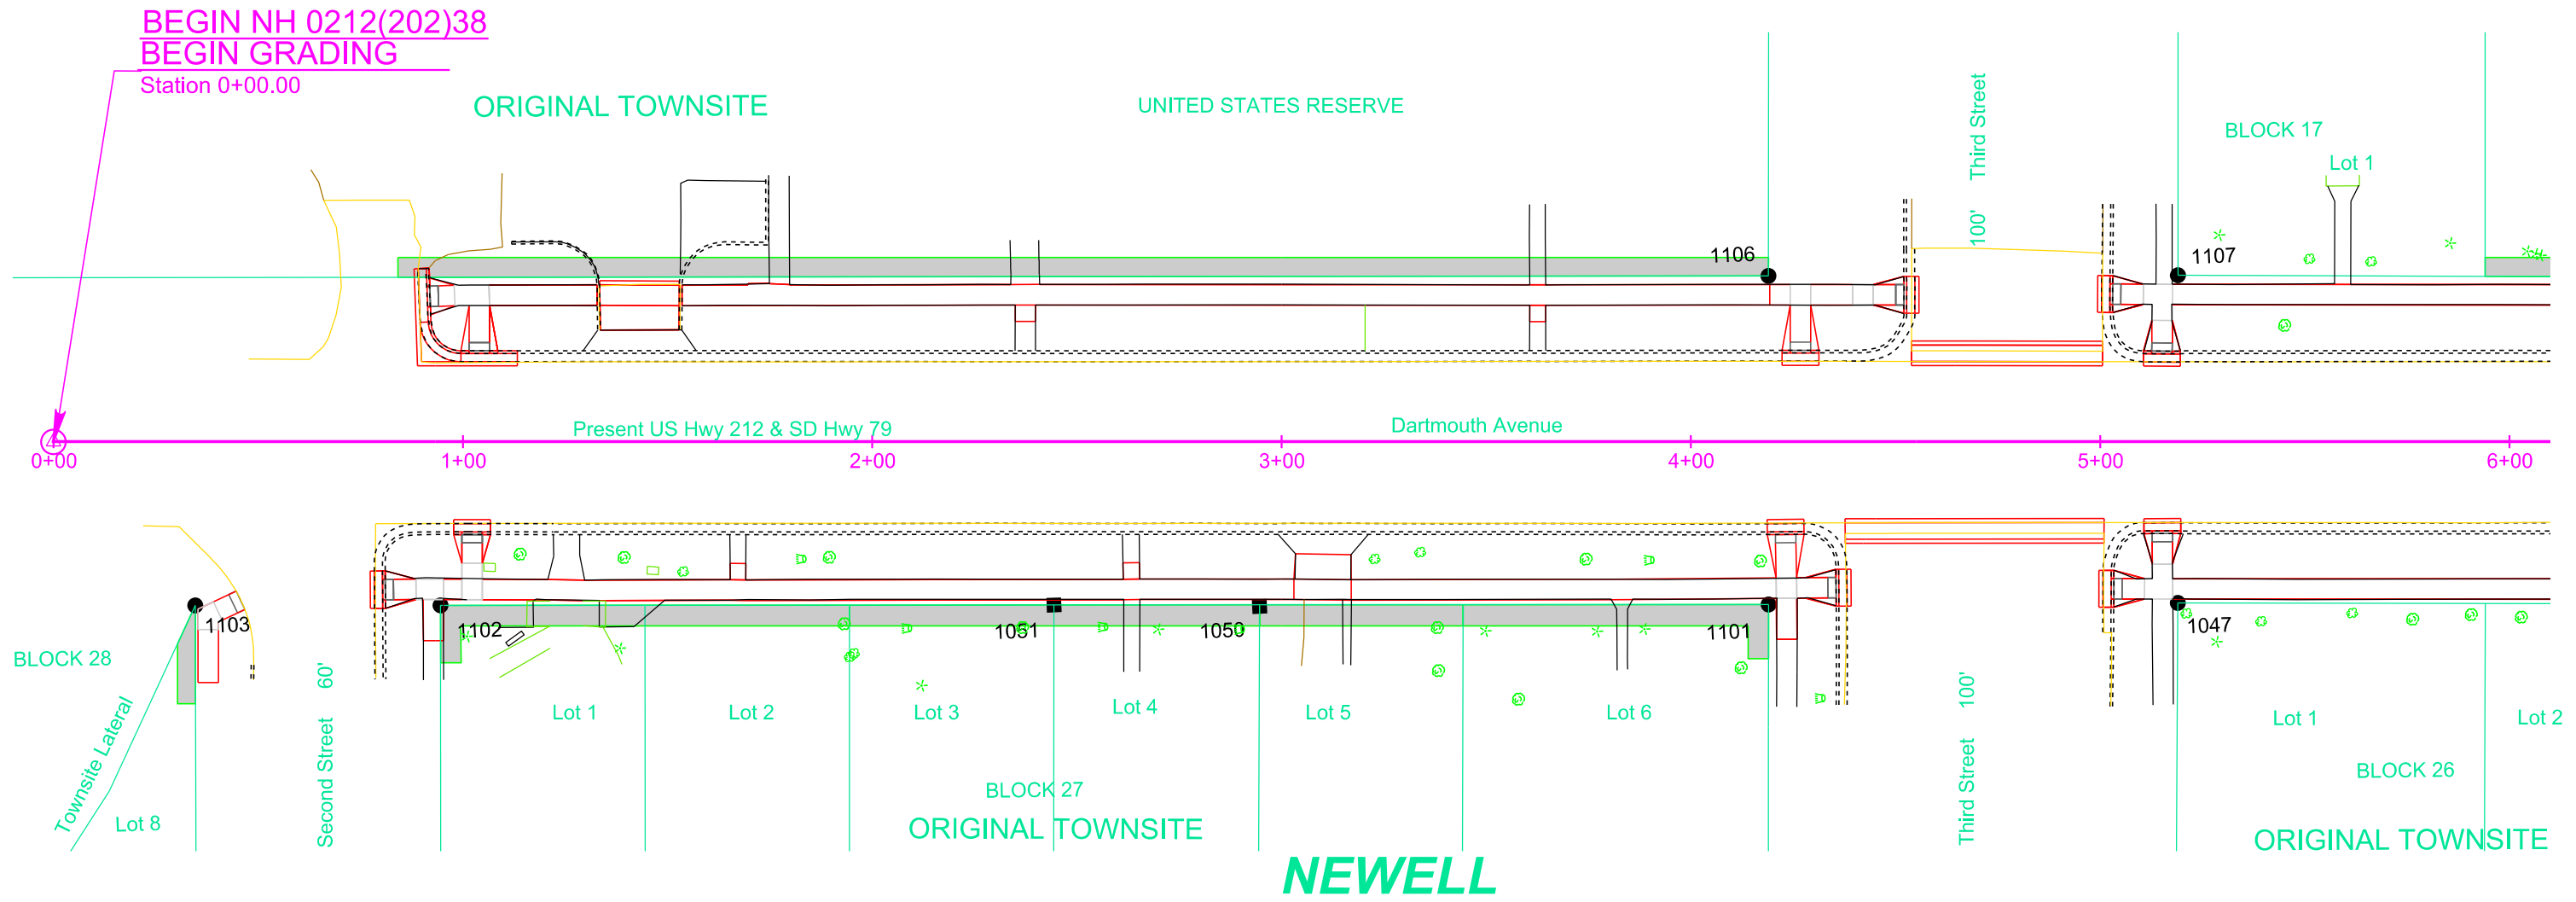 BEGIN NH 0212(202)38
BEGIN GRADING
Station 0+00.00
ORIGINAL TOWNSITE
UNITED STATES RESERVE
Third Street 100'
BLOCK 17
Lot 1
1106
1107
Present US Hwy 212 & SD Hwy 79
Dartmouth Avenue
0+00
1+00
2+00
3+00
4+00
5+00
6+00
1103
1102
1051
1050
1101
1047
BLOCK 28
Townsite Lateral
Lot 8
Second Street 60'
Lot 1
Lot 2
Lot 3
Lot 4
Lot 5
Lot 6
BLOCK 27
ORIGINAL TOWNSITE
Third Street 100'
Lot 1
Lot 2
BLOCK 26
ORIGINAL TOWNSITE
NEWELL